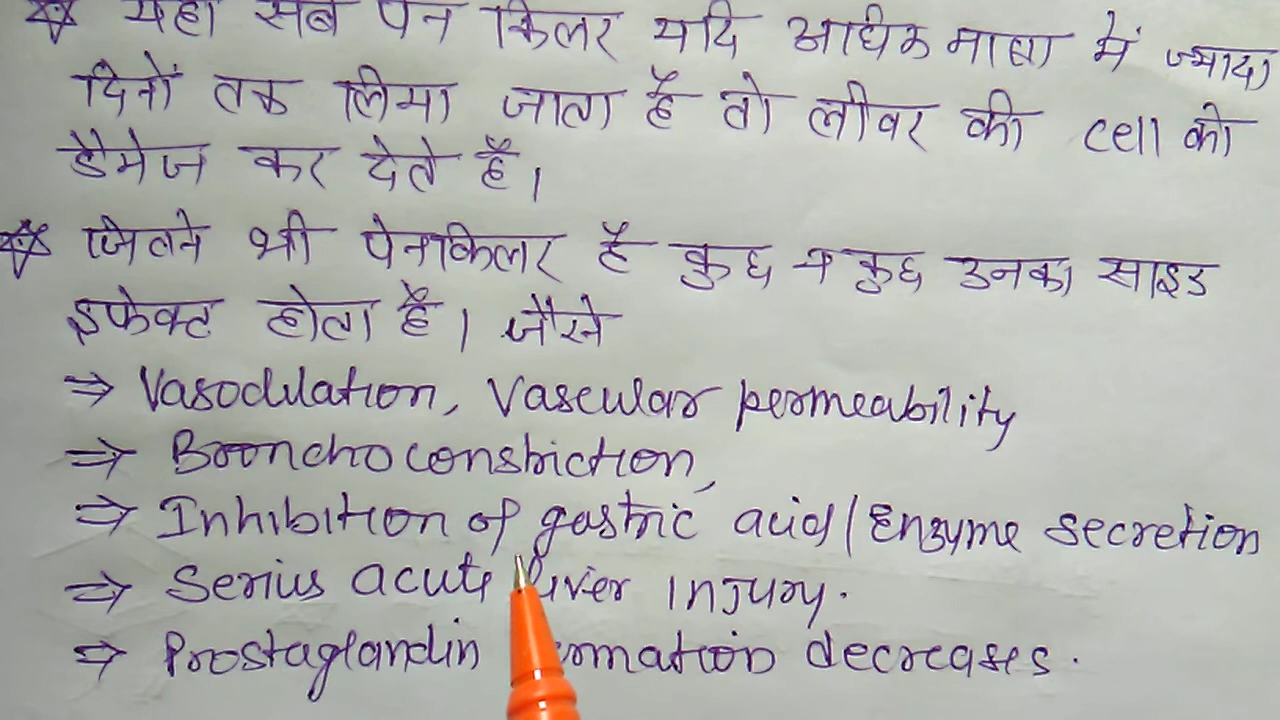 ☆ यहा सब पेन किलर यदि अधिक मात्रा में ज्यादा
दिनों तक लिया जाता है तो लीवर की cell को
डैमेज कर देते है।
☆ जितने भी पेनकिलर है कुछ न कुछ उनका साइड
इफेक्ट होता है। जैसे
⇒ Vasodilation, Vascular permeability
⇒ Bronchoconstriction,
⇒ Inhibition of gastric acid/Enzyme secretion
⇒ Serius acute liver Injury.
⇒ Prostaglandin ormation decreases.